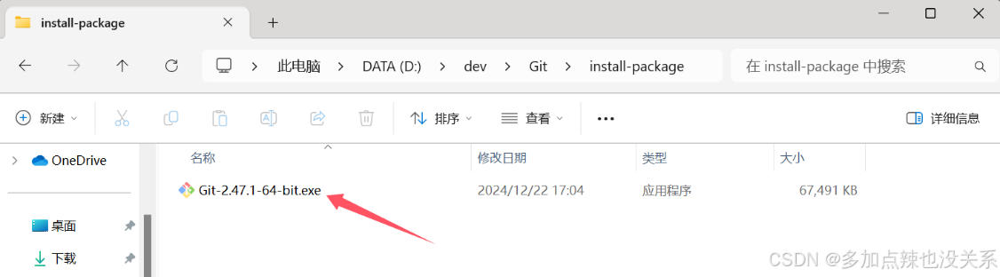 install-package
此电脑 > DATA (D:) > dev > Git > install-package
在 install-package 中搜索
新建
排序
查看
详细信息
OneDrive
名称 修改日期 类型 大小
Git-2.47.1-64-bit.exe 2024/12/22 17:04 应用程序 67,491 KB
桌面
下载
CSDN @多加点辣也没关系